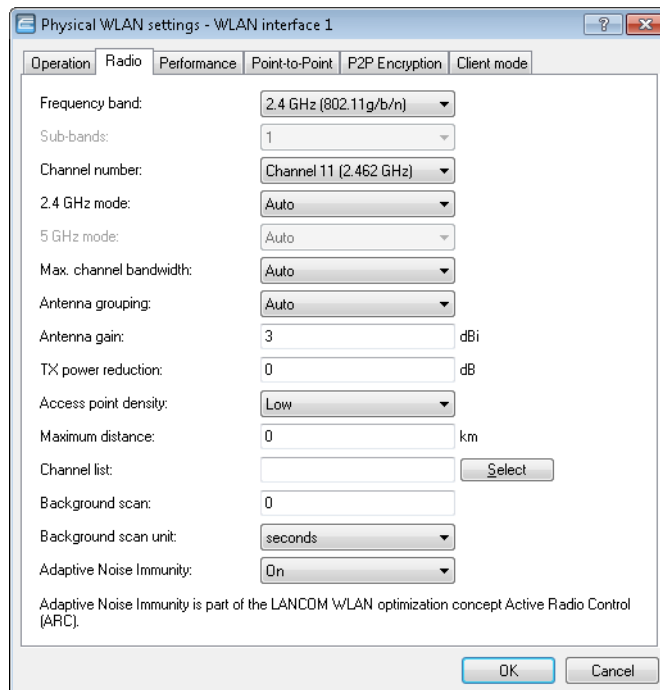 Physical WLAN settings - WLAN interface 1
Operation Radio Performance Point-to-Point P2P Encryption Client mode
Frequency band: 2.4 GHz (802.11g/b/n)
Sub-bands: 1
Channel number: Channel 11 (2.462 GHz)
2.4 GHz mode: Auto
5 GHz mode: Auto
Max. channel bandwidth: Auto
Antenna grouping: Auto
Antenna gain: 3 dBi
TX power reduction: 0 dB
Access point density: Low
Maximum distance: 0 km
Channel list: Select
Background scan: 0
Background scan unit: seconds
Adaptive Noise Immunity: On
Adaptive Noise Immunity is part of the LANCOM WLAN optimization concept Active Radio Control
(ARC).
OK Cancel